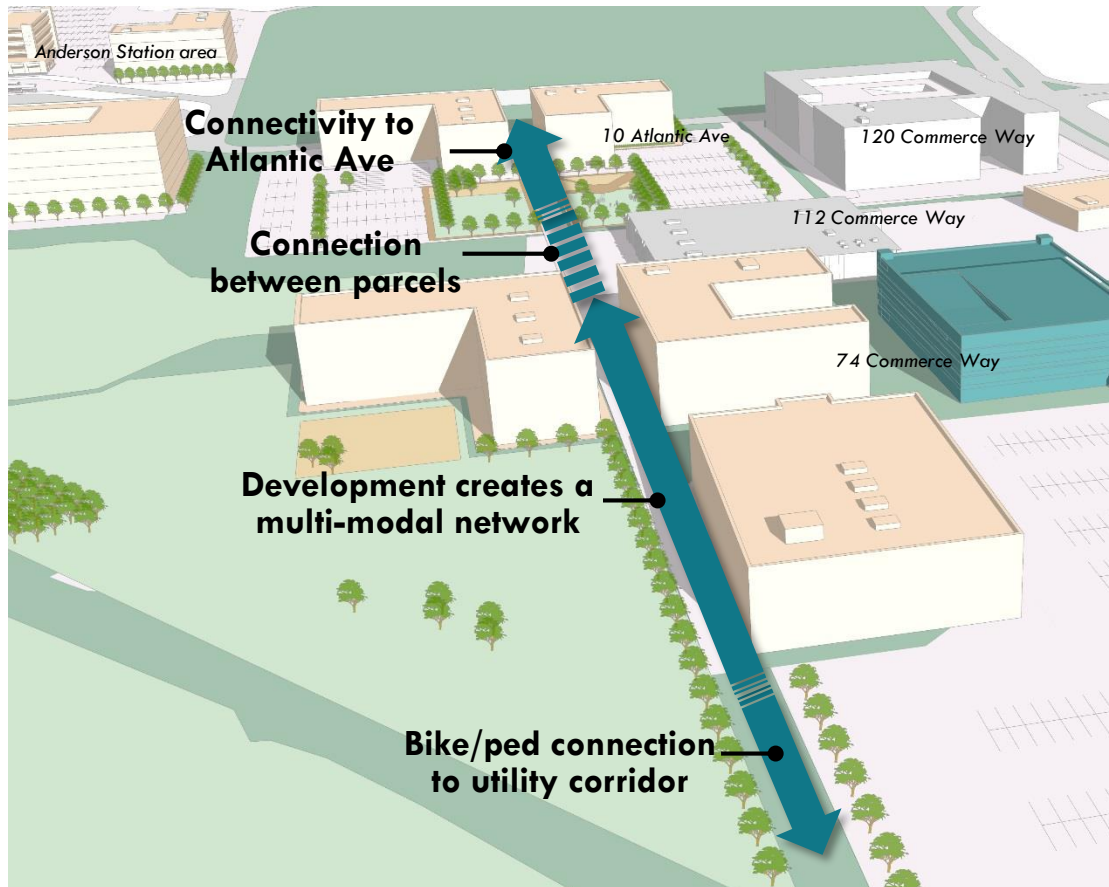 Anderson Station area
Connectivity to
Atlantic Ave
10 Atlantic Ave
120 Commerce Way
112 Commerce Way
Connection
between parcels
74 Commerce Way
Development creates a
multi-modal network
Bike/ped connection
to utility corridor